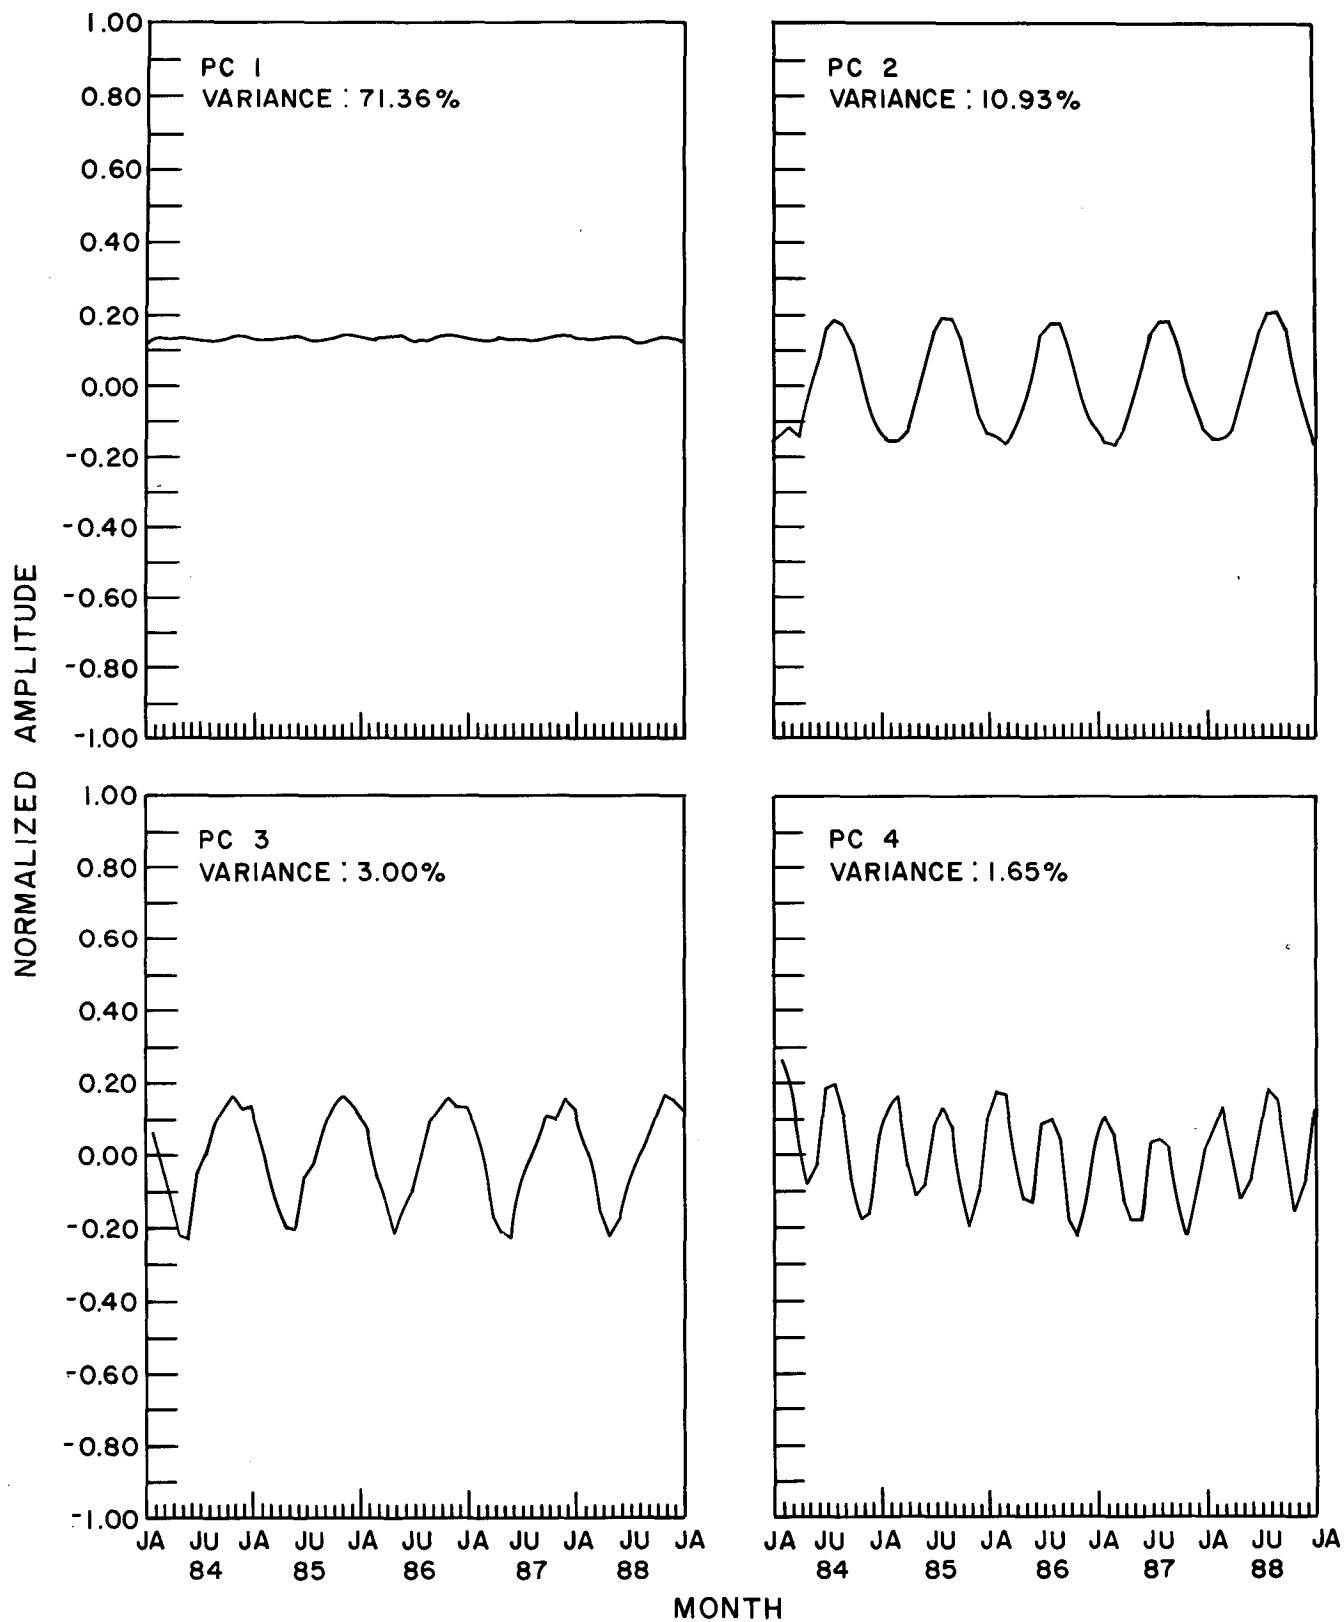 1.00
0.80
0.60
0.40
0.20
0.00
-0.20
-0.40
-0.60
-0.80
-1.00
PC 1
VARIANCE : 71.36%
PC 2
VARIANCE : 10.93%
NORMALIZED AMPLITUDE
1.00
0.80
0.60
0.40
0.20
0.00
-0.20
-0.40
-0.60
-0.80
-1.00
PC 3
VARIANCE : 3.00%
PC 4
VARIANCE : 1.65%
JA JU JA JU JA JU JA JU JA JU JA
84 85 86 87 88
JA JU JA JU JA JU JA JU JA JU JA
84 85 86 87 88
MONTH